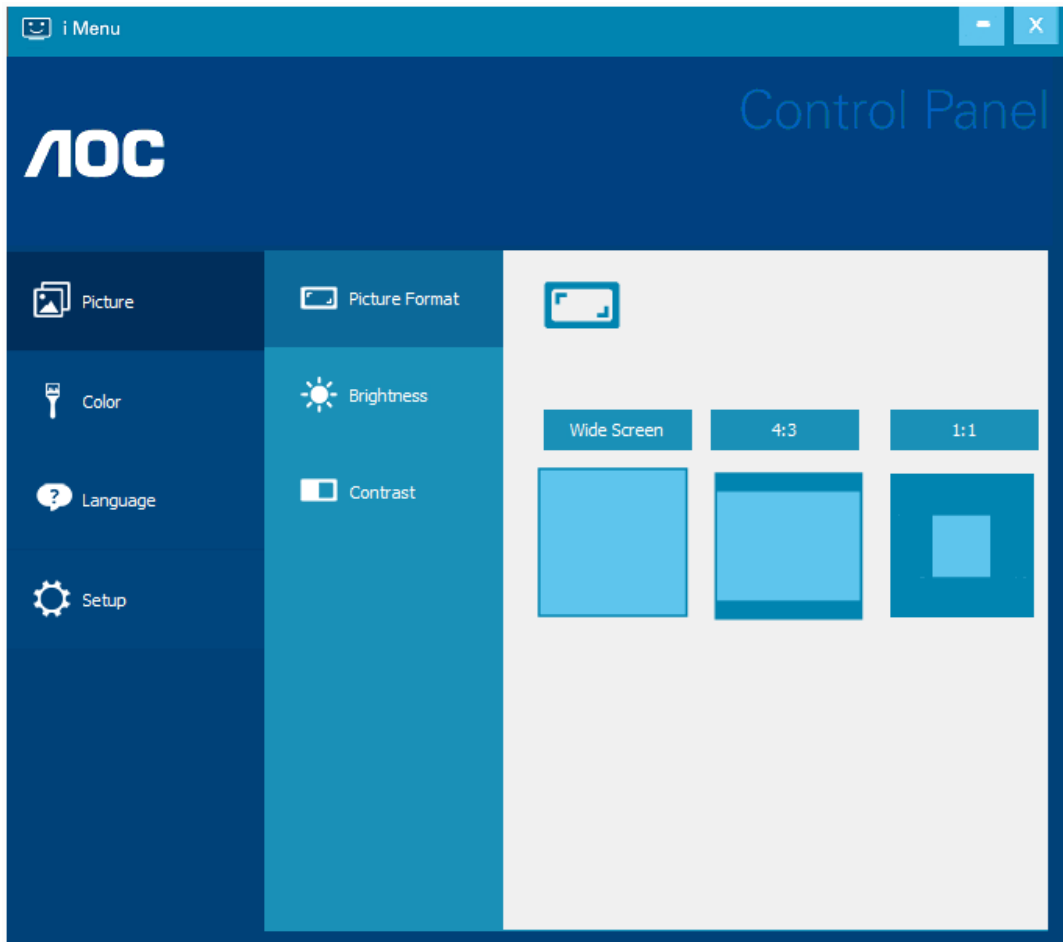 i Menu
X
Control Panel
AOC
Picture
Color
Language
Setup
Picture Format
Brightness
Contrast
Wide Screen
4:3
1:1